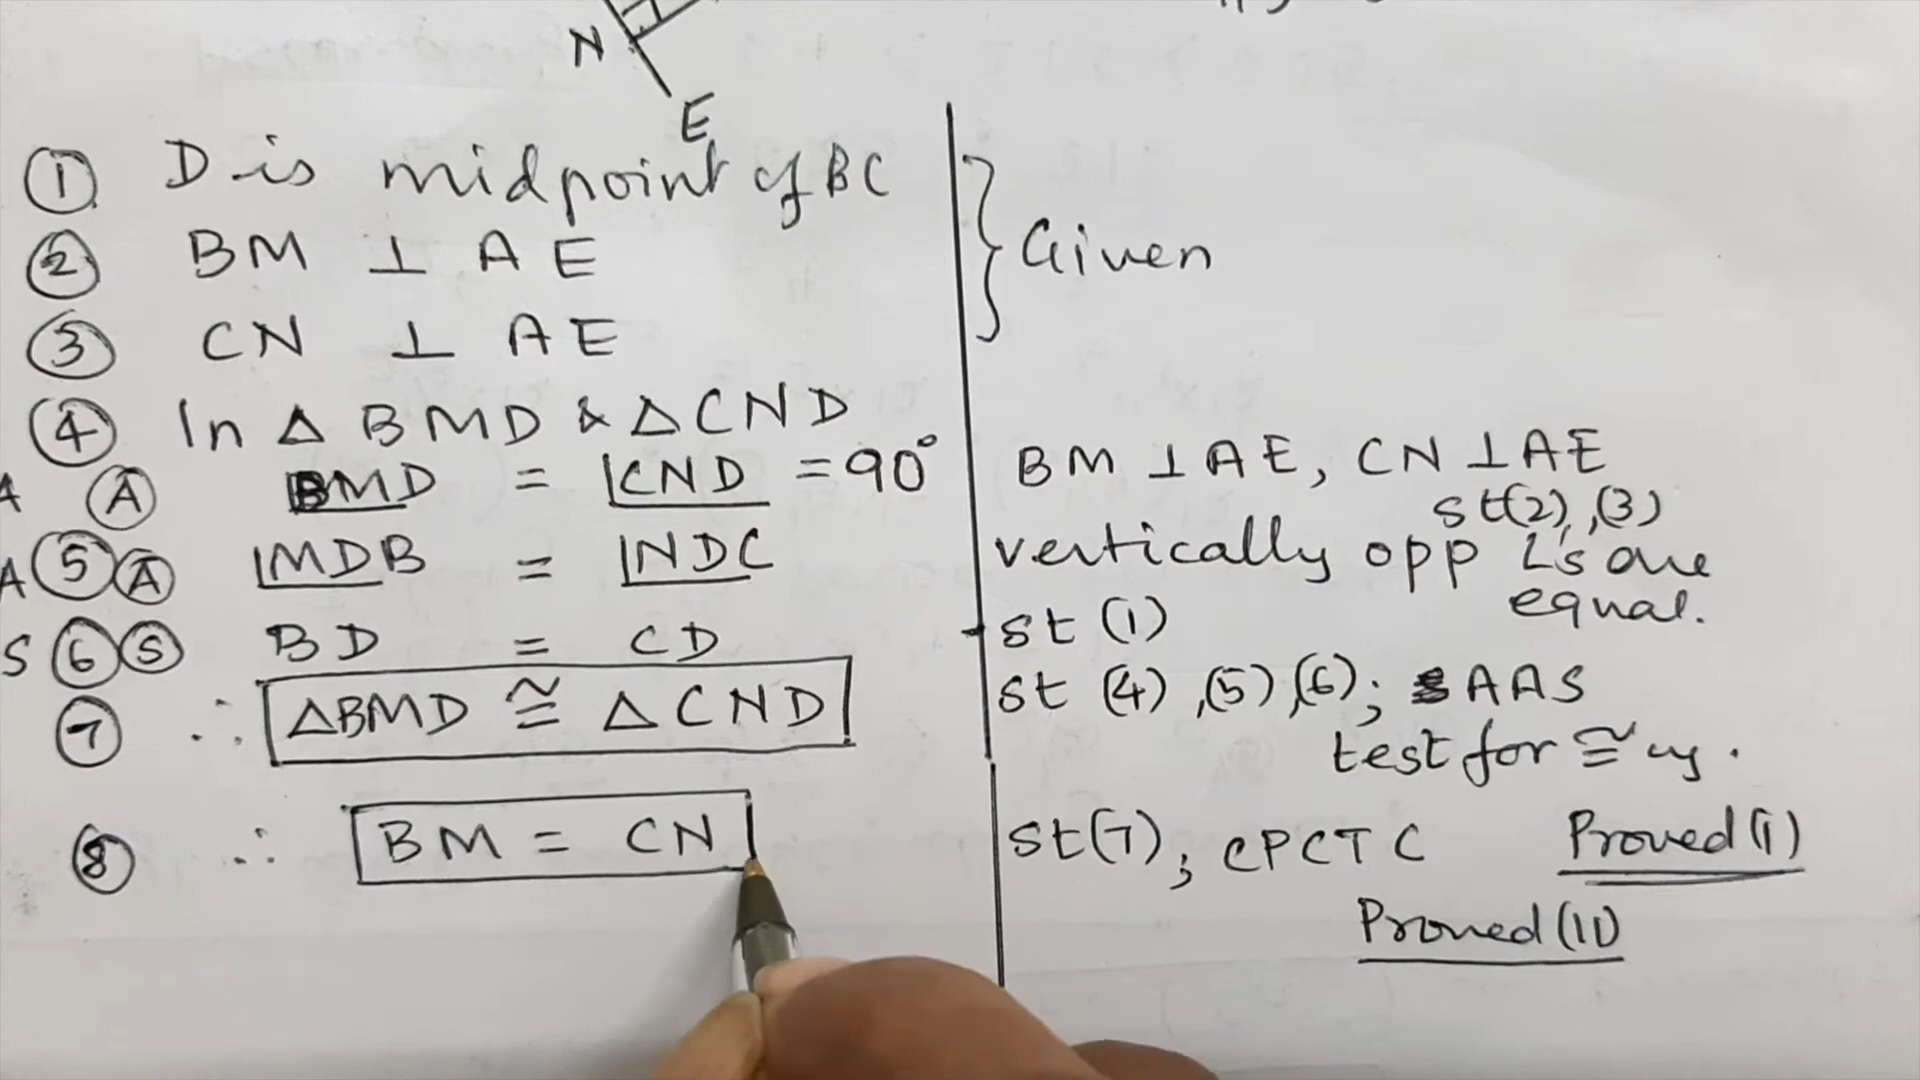 N
E
① D is midpoint of BC
② BM ⊥ AE
Given
③ CN ⊥ AE
④ In △ BMD & △ CND
A Ⓐ BMD = ∠CND = 90° BM ⊥ AE, CN ⊥ AE
st(2),(3)
A ⑤ Ⓐ ∠MDB = ∠NDC vertically opp ∠'s are
equal.
S ⑥ Ⓢ BD = CD st (1)
⑦ ∴ △BMD ≅ △CND st (4),(5),(6); AAS
test for ≅cy.
⑧ ∴ BM = CN st(7); CPCTC Proved (i)
Proved (ii)